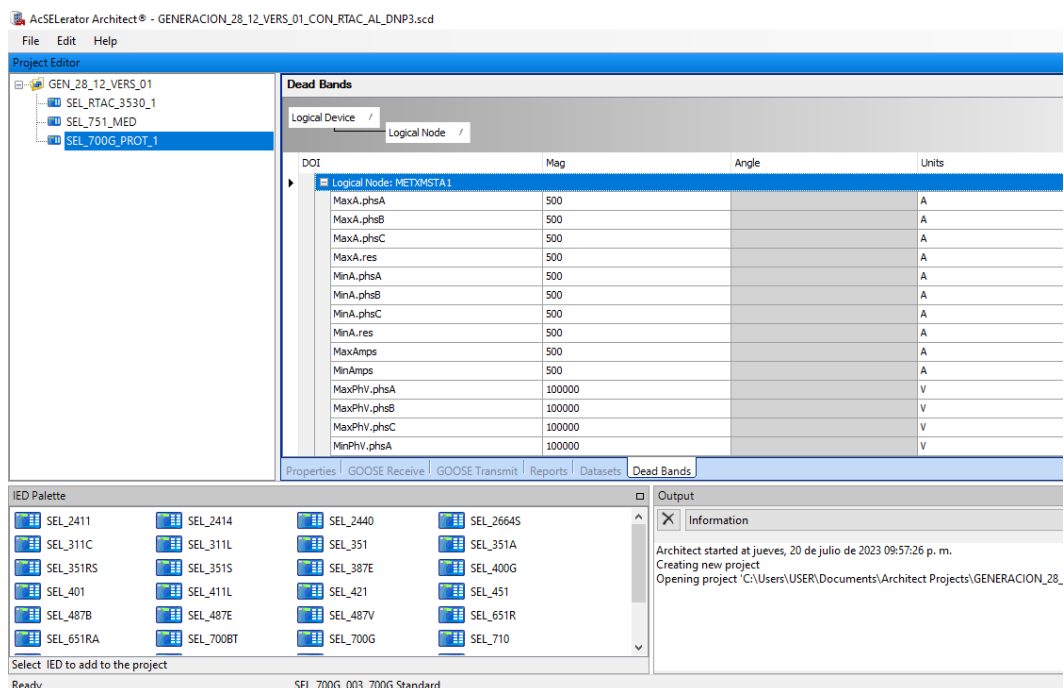 AcSELerator Architect® - GENERACION_28_12_VERS_01_CON_RTAC_AL_DNP3.scd
File Edit Help
Project Editor
GEN_28_12_VERS_01
SEL_RTAC_3530_1
SEL_751_MED
SEL_700G_PROT_1
Dead Bands
Logical Device /
Logical Node /
DOI Mag Angle Units
Logical Node: METXMSTA1
MaxA.phsA 500 A
MaxA.phsB 500 A
MaxA.phsC 500 A
MaxA.res 500 A
MinA.phsA 500 A
MinA.phsB 500 A
MinA.phsC 500 A
MinA.res 500 A
MaxAmps 500 A
MinAmps 500 A
MaxPhV.phsA 100000 V
MaxPhV.phsB 100000 V
MaxPhV.phsC 100000 V
MinPhV.phsA 100000 V
Properties GOOSE Receive GOOSE Transmit Reports Datasets Dead Bands
IED Palette
SEL_2411 SEL_2414 SEL_2440 SEL_2664S
SEL_311C SEL_311L SEL_351 SEL_351A
SEL_351RS SEL_351S SEL_387E SEL_400G
SEL_401 SEL_411L SEL_421 SEL_451
SEL_487B SEL_487E SEL_487V SEL_651R
SEL_651RA SEL_700BT SEL_700G SEL_710
Select IED to add to the project
Output
Information
Architect started at jueves, 20 de julio de 2023 09:57:26 p. m.
Creating new project
Opening project 'C:\Users\USER\Documents\Architect Projects\GENERACION_28_
Ready SEL_700G_003_700G Standard